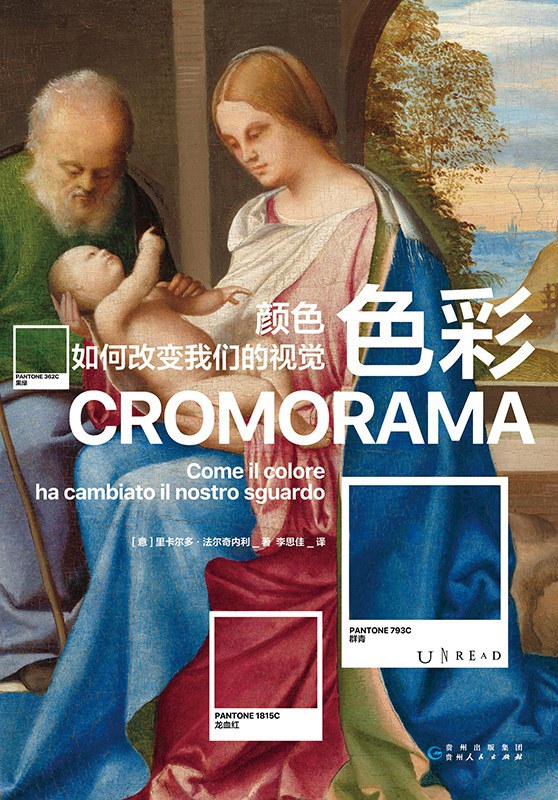 颜色
色彩
如何改变我们的视觉
PANTONE 362C
果绿
CROMORAMA
Come il colore
ha cambiato il nostro sguardo
[ 意 ] 里卡尔多·法尔奇内利_著 李思佳_译
PANTONE 793C
群青
UNREAD
PANTONE 1815C
龙血红
贵州出版集团
贵州人民出版社